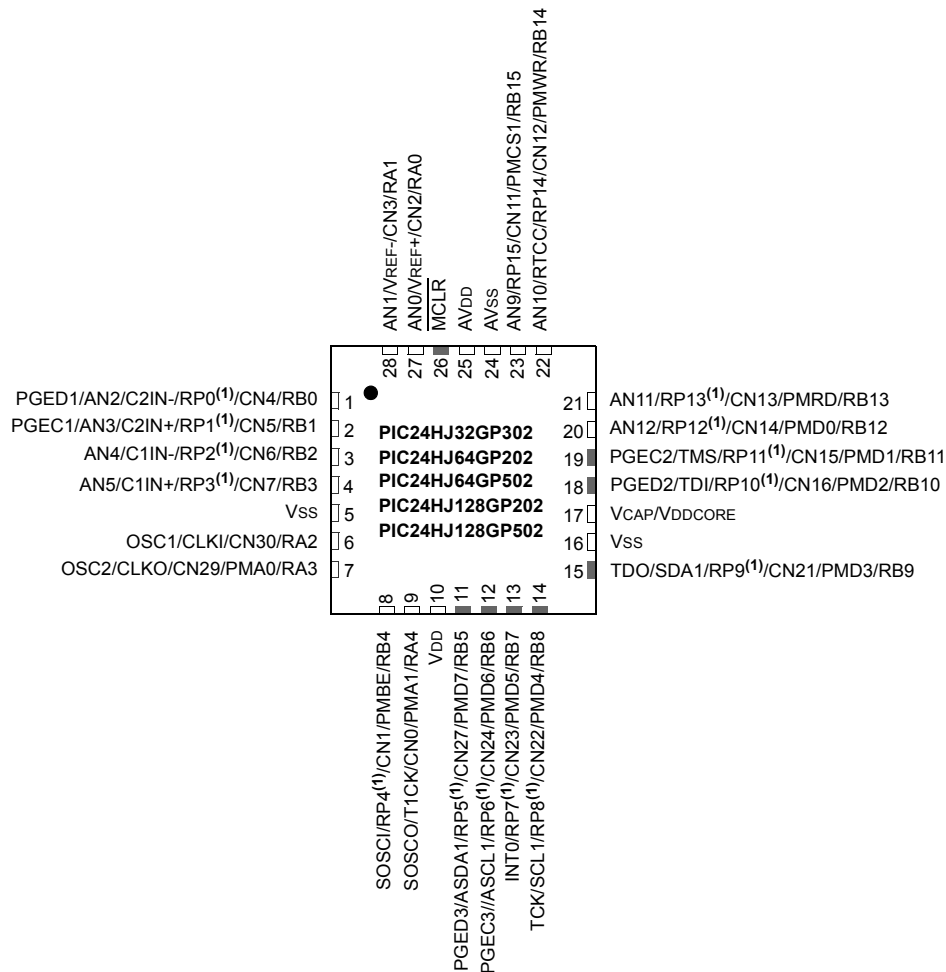 AN1/VREF-/CN3/RA1
AN0/VREF+/CN2/RA0
MCLR
AVDD
AVSS
AN9/RP15/CN11/PMCS1/RB15
AN10/RTCC/RP14/CN12/PMWR/RB14
28
27
26
25
24
23
22
PGED1/AN2/C2IN-/RP0(1)/CN4/RB0
PGEC1/AN3/C2IN+/RP1(1)/CN5/RB1
AN4/C1IN-/RP2(1)/CN6/RB2
AN5/C1IN+/RP3(1)/CN7/RB3
VSS
OSC1/CLKI/CN30/RA2
OSC2/CLKO/CN29/PMA0/RA3
1
2
3
4
5
6
7
PIC24HJ32GP302
PIC24HJ64GP202
PIC24HJ64GP502
PIC24HJ128GP202
PIC24HJ128GP502
21
20
19
18
17
16
15
AN11/RP13(1)/CN13/PMRD/RB13
AN12/RP12(1)/CN14/PMD0/RB12
PGEC2/TMS/RP11(1)/CN15/PMD1/RB11
PGED2/TDI/RP10(1)/CN16/PMD2/RB10
VCAP/VDDCORE
VSS
TDO/SDA1/RP9(1)/CN21/PMD3/RB9
8
9
10
11
12
13
14
SOSCI/RP4(1)/CN1/PMBE/RB4
SOSCO/T1CK/CN0/PMA1/RA4
VDD
PGED3/ASDA1/RP5(1)/CN27/PMD7/RB5
PGEC3//ASCL1/RP6(1)/CN24/PMD6/RB6
INT0/RP7(1)/CN23/PMD5/RB7
TCK/SCL1/RP8(1)/CN22/PMD4/RB8